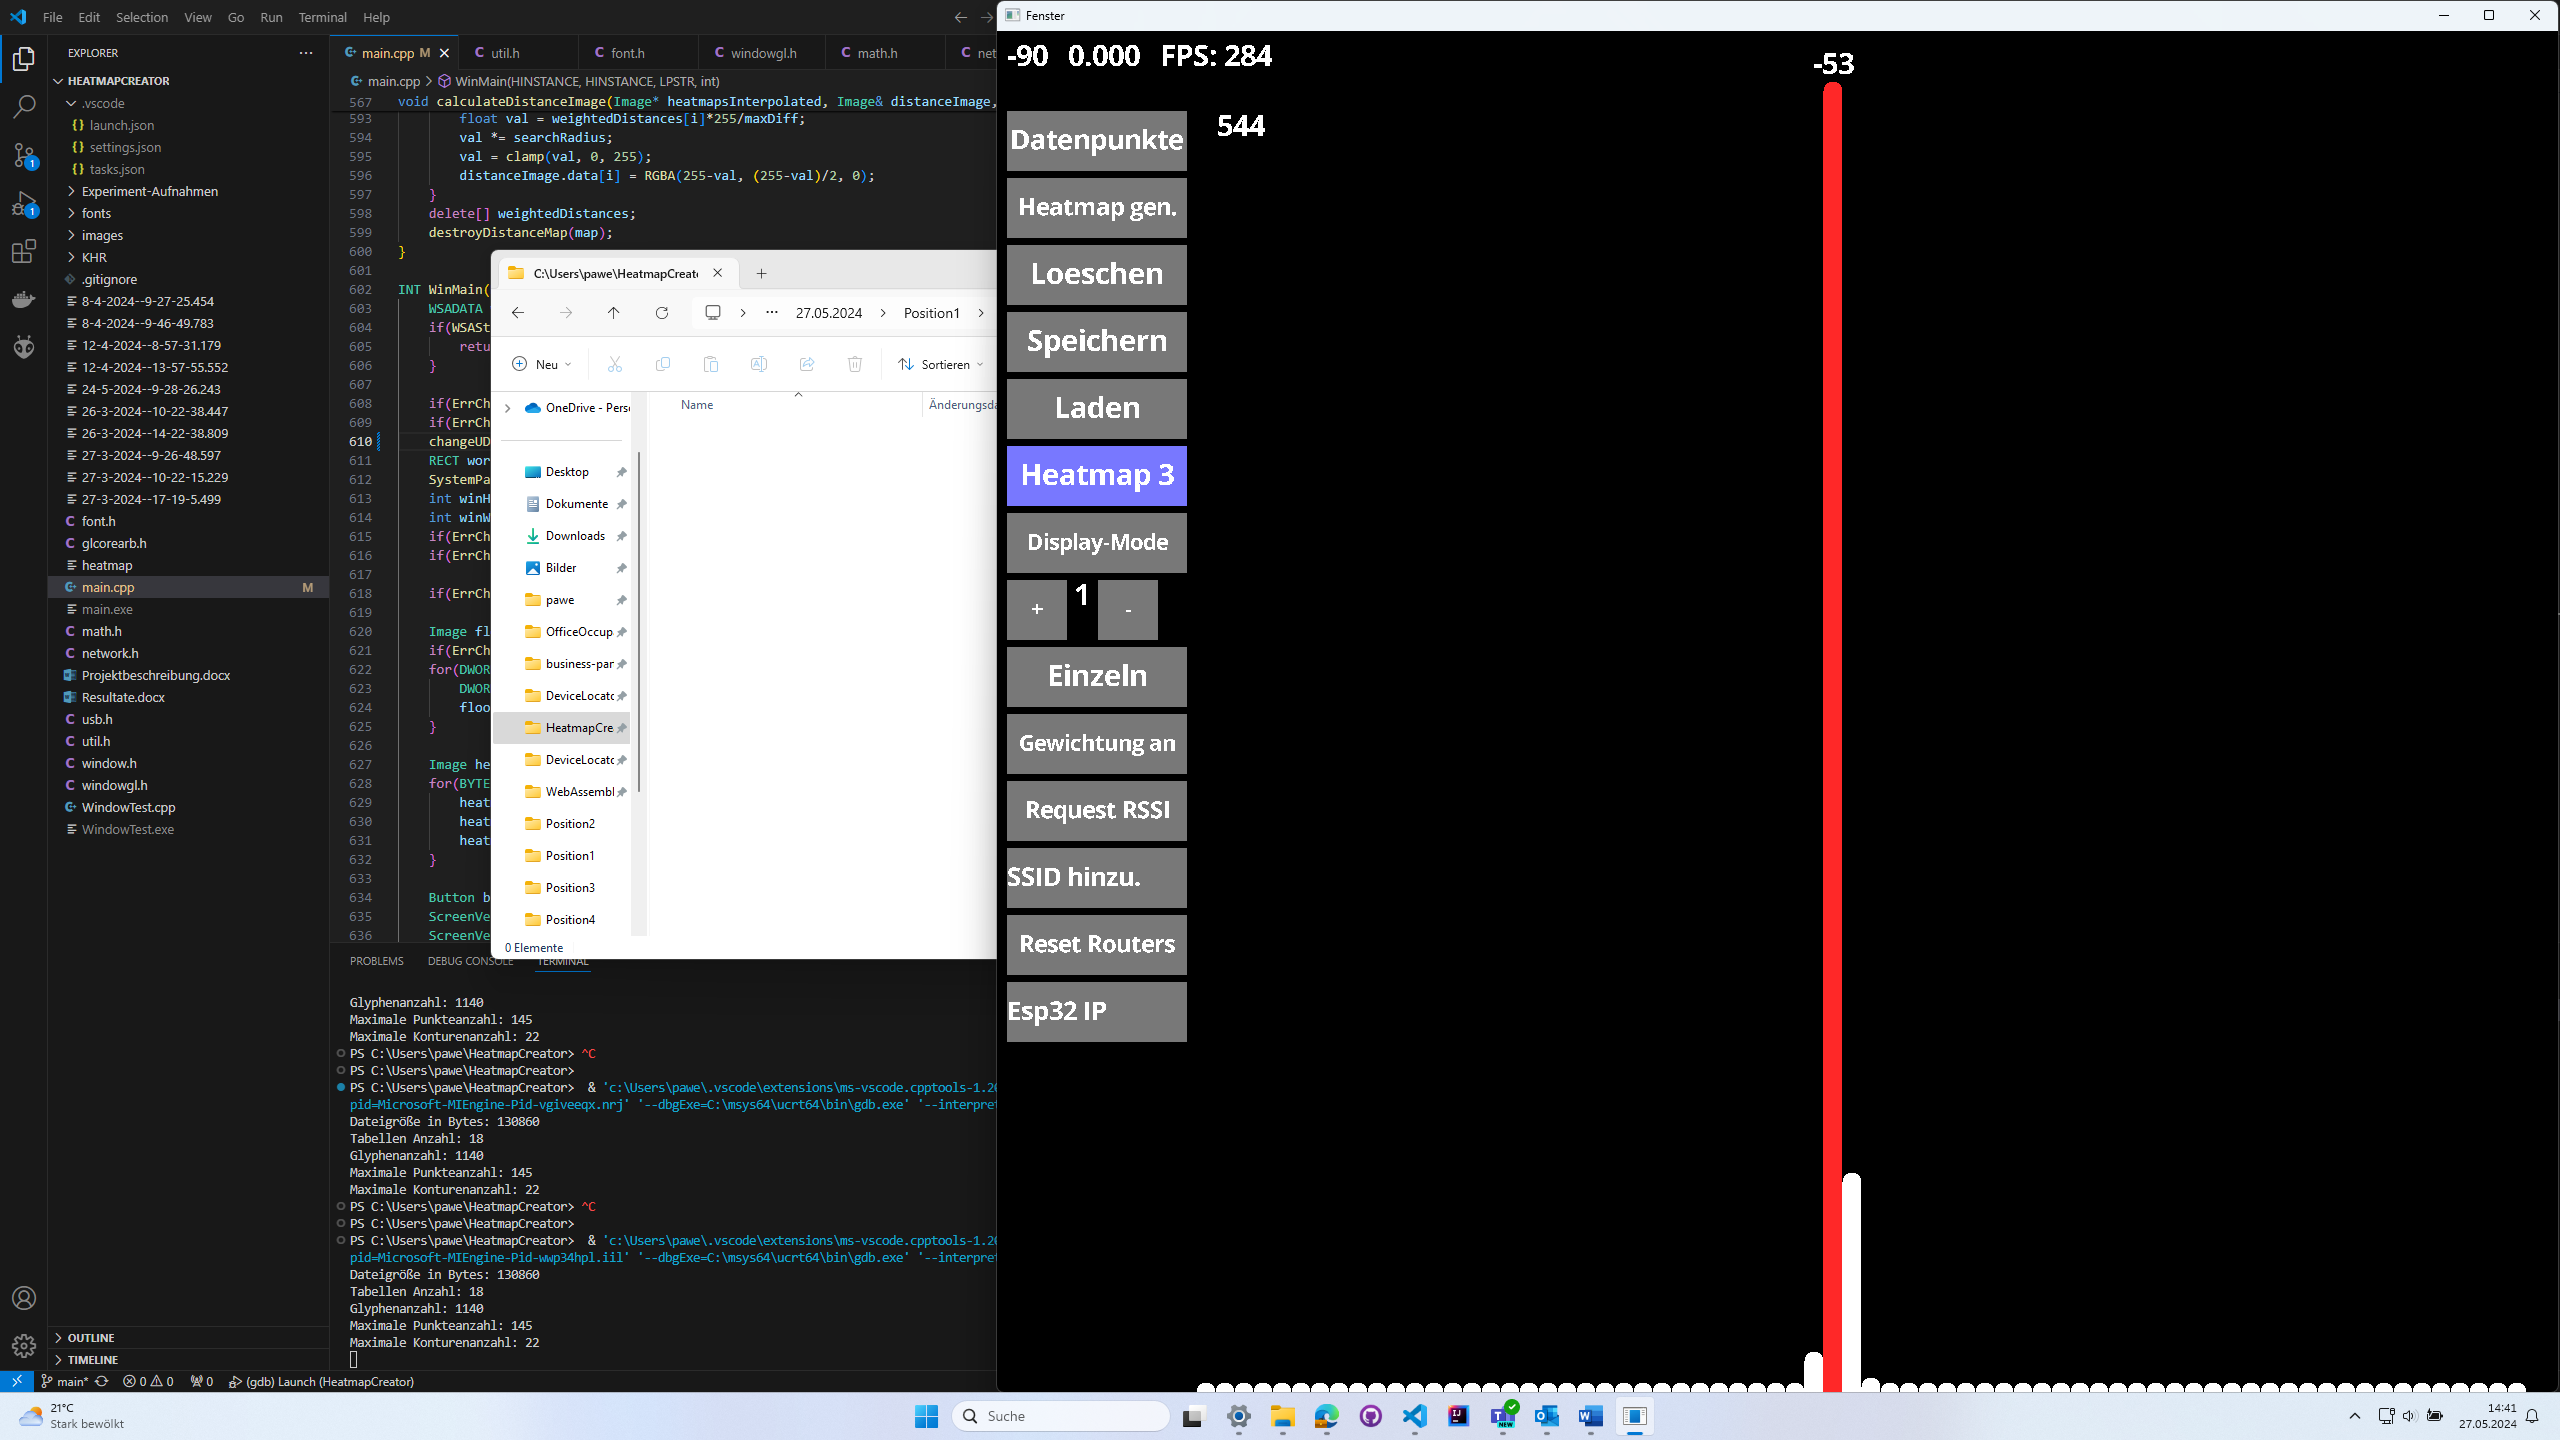 File Edit Selection View Go Run Terminal Help
EXPLORER
HEATMAPCREATOR
.vscode
launch.json
settings.json
tasks.json
Experiment-Aufnahmen
fonts
images
KHR
.gitignore
8-4-2024--9-27-25.454
8-4-2024--9-46-49.783
12-4-2024--8-57-31.179
12-4-2024--13-57-55.552
24-5-2024--9-28-26.243
26-3-2024--10-22-38.447
26-3-2024--14-22-38.809
27-3-2024--9-26-48.597
27-3-2024--10-22-15.229
27-3-2024--17-19-5.499
font.h
glcorearb.h
heatmap
main.cpp M
main.exe
math.h
network.h
Projektbeschreibung.docx
Resultate.docx
usb.h
util.h
window.h
windowgl.h
WindowTest.cpp
WindowTest.exe
OUTLINE
TIMELINE
main.cpp M util.h font.h windowgl.h math.h net
main.cpp > WinMain(HINSTANCE, HINSTANCE, LPSTR, int)
567 void calculateDistanceImage(Image* heatmapsInterpolated, Image& distanceImage,
593 float val = weightedDistances[i]*255/maxDiff;
594 val *= searchRadius;
595 val = clamp(val, 0, 255);
596 distanceImage.data[i] = RGBA(255-val, (255-val)/2, 0);
597 }
598 delete[] weightedDistances;
599 destroyDistanceMap(map);
600 }
601
602 INT WinMain(
603 WSADATA
604 if(WSASt
605 retu
606 }
607
608 if(ErrCh
609 if(ErrCh
610 changeUD
611 RECT wor
612 SystemPa
613 int winH
614 int winW
615 if(ErrCh
616 if(ErrCh
617
618 if(ErrCh
619
620 Image fl
621 if(ErrCh
622 for(DWOR
623 DWOR
624 floo
625 }
626
627 Image he
628 for(BYTE
629 heat
630 heat
631 heat
632 }
633
634 Button b
635 ScreenVe
636 ScreenVe
C:\Users\pawe\HeatmapCreat
27.05.2024 > Position1 >
Neu Sortieren
Name Änderungsda
OneDrive - Pers
Desktop
Dokumente
Downloads
Bilder
pawe
OfficeOccup
business-par
DeviceLocato
HeatmapCre
DeviceLocato
WebAssembl
Position2
Position1
Position3
Position4
0 Elemente
PROBLEMS DEBUG CONSOLE TERMINAL
Glyphenanzahl: 1140
Maximale Punkteanzahl: 145
Maximale Konturenanzahl: 22
PS C:\Users\pawe\HeatmapCreator> ^C
PS C:\Users\pawe\HeatmapCreator>
PS C:\Users\pawe\HeatmapCreator> & 'c:\Users\pawe\.vscode\extensions\ms-vscode.cpptools-1.20
pid=Microsoft-MIEngine-Pid-vgiveeqx.nrj' '--dbgExe=C:\msys64\ucrt64\bin\gdb.exe' '--interpret
Dateigröße in Bytes: 130860
Tabellen Anzahl: 18
Glyphenanzahl: 1140
Maximale Punkteanzahl: 145
Maximale Konturenanzahl: 22
PS C:\Users\pawe\HeatmapCreator> ^C
PS C:\Users\pawe\HeatmapCreator>
PS C:\Users\pawe\HeatmapCreator> & 'c:\Users\pawe\.vscode\extensions\ms-vscode.cpptools-1.20
pid=Microsoft-MIEngine-Pid-wwp34hpl.iil' '--dbgExe=C:\msys64\ucrt64\bin\gdb.exe' '--interpret
Dateigröße in Bytes: 130860
Tabellen Anzahl: 18
Glyphenanzahl: 1140
Maximale Punkteanzahl: 145
Maximale Konturenanzahl: 22
main* 0 0 0 (gdb) Launch (HeatmapCreator)
Fenster
-90 0.000 FPS: 284
-53
544
Datenpunkte
Heatmap gen.
Loeschen
Speichern
Laden
Heatmap 3
Display-Mode
+ 1 -
Einzeln
Gewichtung an
Request RSSI
SSID hinzu.
Reset Routers
Esp32 IP
21°C
Stark bewölkt
Suche
14:41
27.05.2024